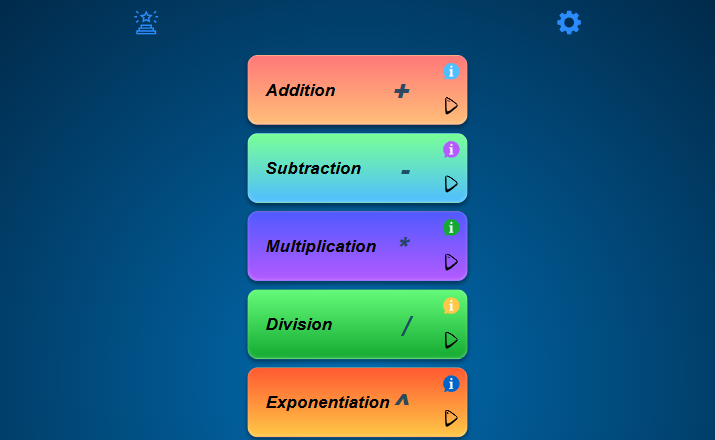 Addition +
Subtraction -
Multiplication *
Division /
Exponentiation ^